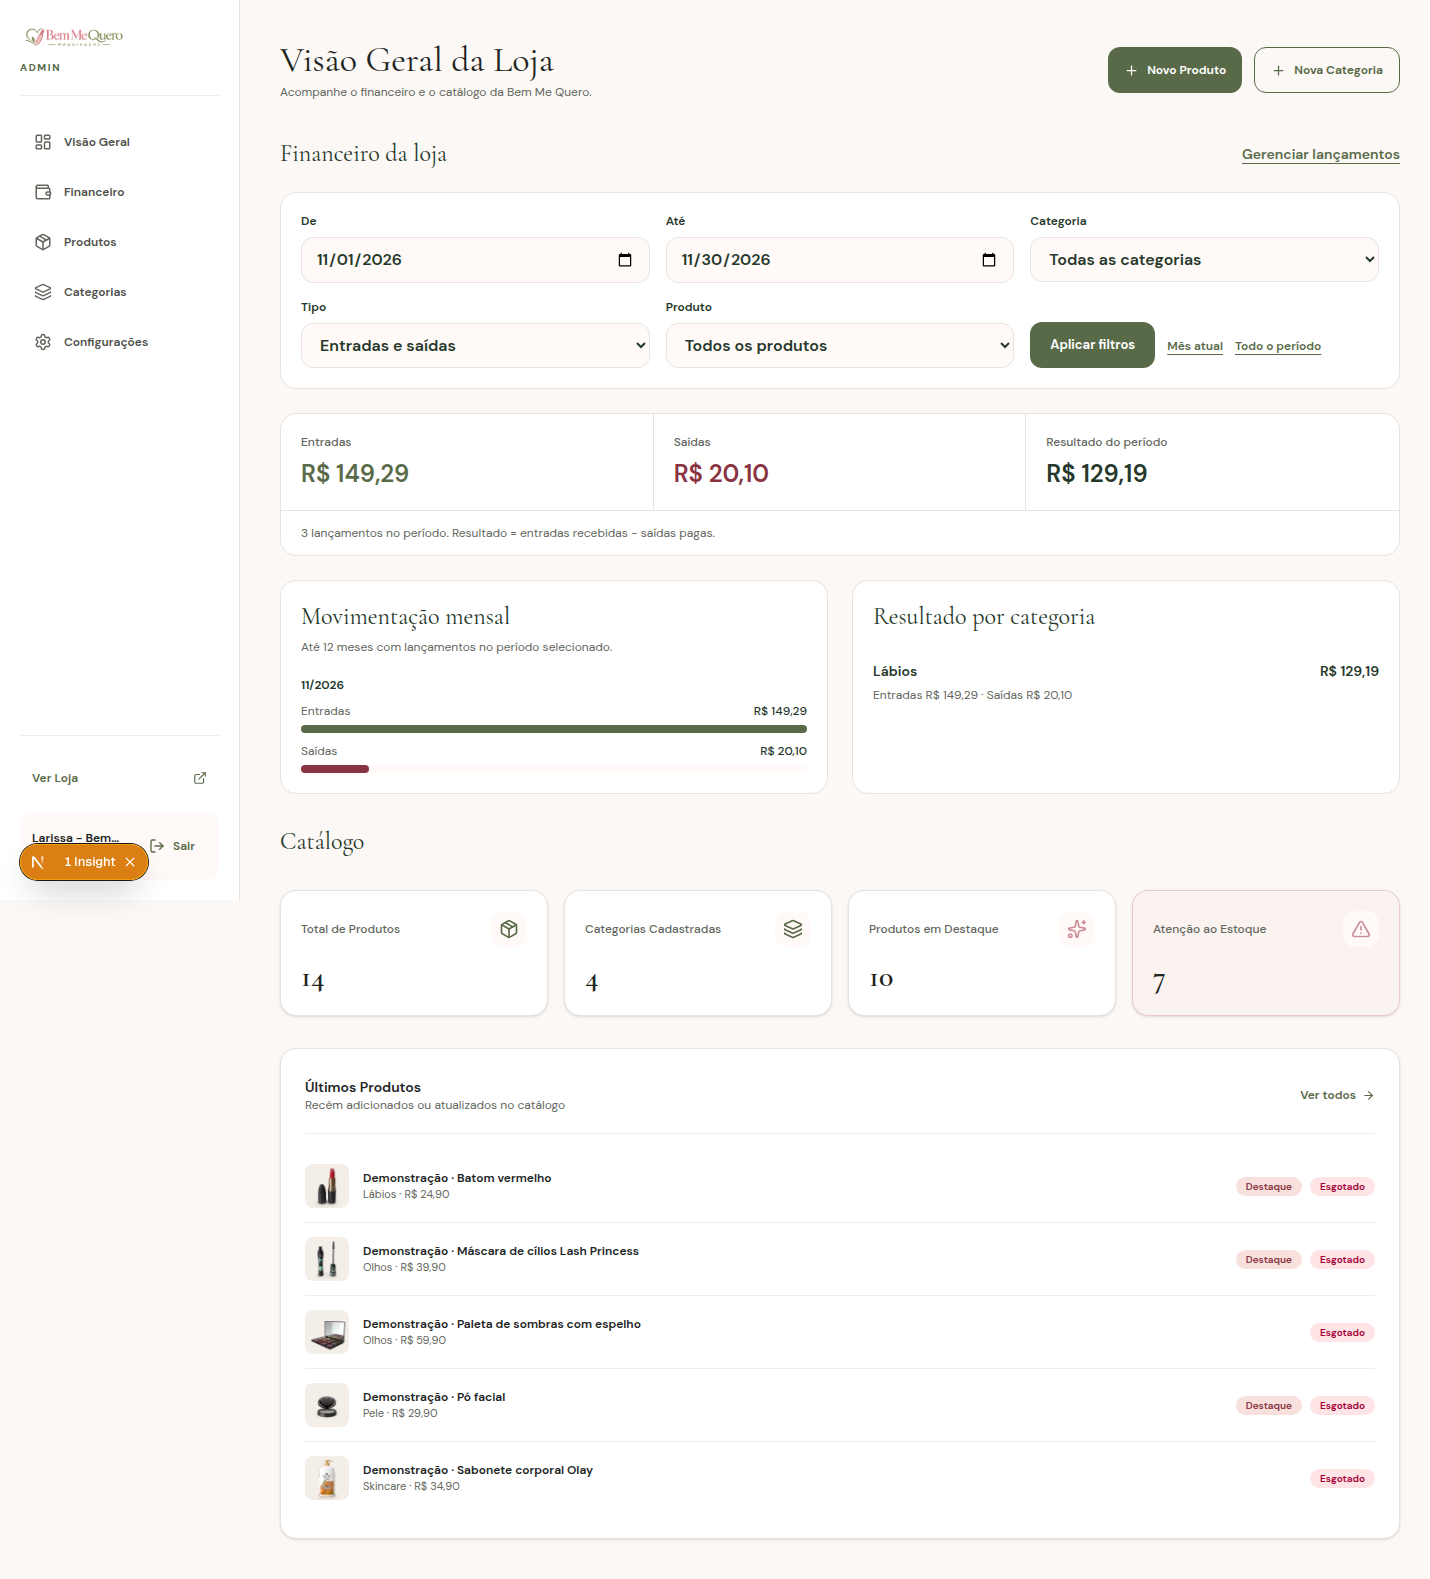 Bem Me Quero
MAQUIAGENS
ADMIN
Visão Geral
Financeiro
Produtos
Categorias
Configurações
Ver Loja
Larissa - Bem...
Sair
1 Insight
Visão Geral da Loja
Acompanhe o financeiro e o catálogo da Bem Me Quero.
Novo Produto
Nova Categoria
Financeiro da loja
Gerenciar lançamentos
De
Até
Categoria
11/01/2026
11/30/2026
Todas as categorias
Tipo
Produto
Entradas e saídas
Todos os produtos
Aplicar filtros
Mês atual
Todo o período
Entradas
R$ 149,29
Saídas
R$ 20,10
Resultado do período
R$ 129,19
3 lançamentos no período. Resultado = entradas recebidas − saídas pagas.
Movimentação mensal
Até 12 meses com lançamentos no período selecionado.
11/2026
Entradas R$ 149,29
Saídas R$ 20,10
Resultado por categoria
Lábios R$ 129,19
Entradas R$ 149,29 · Saídas R$ 20,10
Catálogo
Total de Produtos
14
Categorias Cadastradas
4
Produtos em Destaque
10
Atenção ao Estoque
7
Últimos Produtos
Recém adicionados ou atualizados no catálogo
Ver todos
Demonstração · Batom vermelho
Lábios · R$ 24,90
Destaque Esgotado
Demonstração · Máscara de cílios Lash Princess
Olhos · R$ 39,90
Destaque Esgotado
Demonstração · Paleta de sombras com espelho
Olhos · R$ 59,90
Esgotado
Demonstração · Pó facial
Pele · R$ 29,90
Destaque Esgotado
Demonstração · Sabonete corporal Olay
Skincare · R$ 34,90
Esgotado